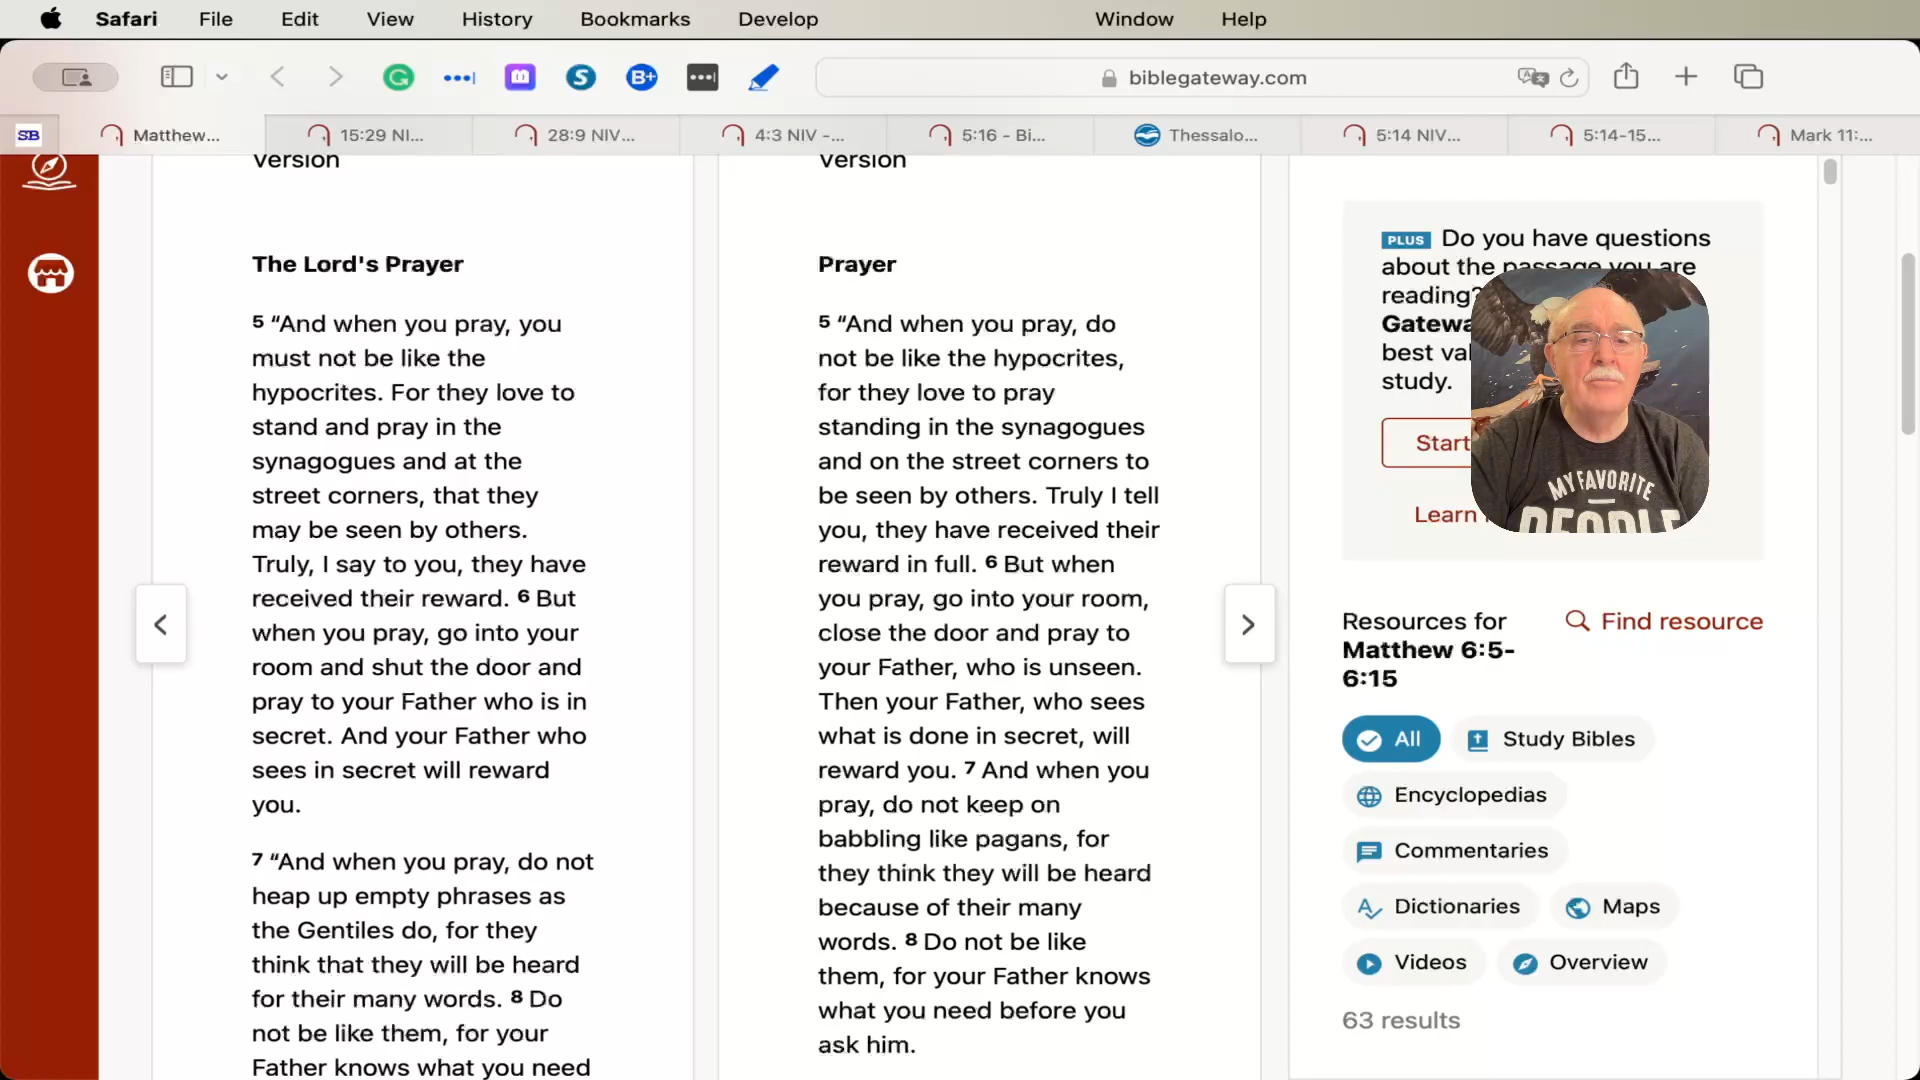 Safari File Edit View History Bookmarks Develop Window Help
biblegateway.com
SB Matthew... 15:29 NI... 28:9 NIV... 4:3 NIV -... 5:16 - Bi... Thessalo... 5:14 NIV... 5:14-15... Mark 11:...
Version
The Lord's Prayer
5 “And when you pray, you
must not be like the
hypocrites. For they love to
stand and pray in the
synagogues and at the
street corners, that they
may be seen by others.
Truly, I say to you, they have
received their reward. 6 But
when you pray, go into your
room and shut the door and
pray to your Father who is in
secret. And your Father who
sees in secret will reward
you.
7 “And when you pray, do not
heap up empty phrases as
the Gentiles do, for they
think that they will be heard
for their many words. 8 Do
not be like them, for your
Father knows what you need
Version
Prayer
5 “And when you pray, do
not be like the hypocrites,
for they love to pray
standing in the synagogues
and on the street corners to
be seen by others. Truly I tell
you, they have received their
reward in full. 6 But when
you pray, go into your room,
close the door and pray to
your Father, who is unseen.
Then your Father, who sees
what is done in secret, will
reward you. 7 And when you
pray, do not keep on
babbling like pagans, for
they think they will be heard
because of their many
words. 8 Do not be like
them, for your Father knows
what you need before you
ask him.
PLUS Do you have questions
about the passage you are
reading?
Gatewa
best val
study.
Start
Learn
MY FAVORITE
PEOPLE
Resources for
Matthew 6:5-
6:15
Find resource
All Study Bibles
Encyclopedias
Commentaries
Dictionaries Maps
Videos Overview
63 results